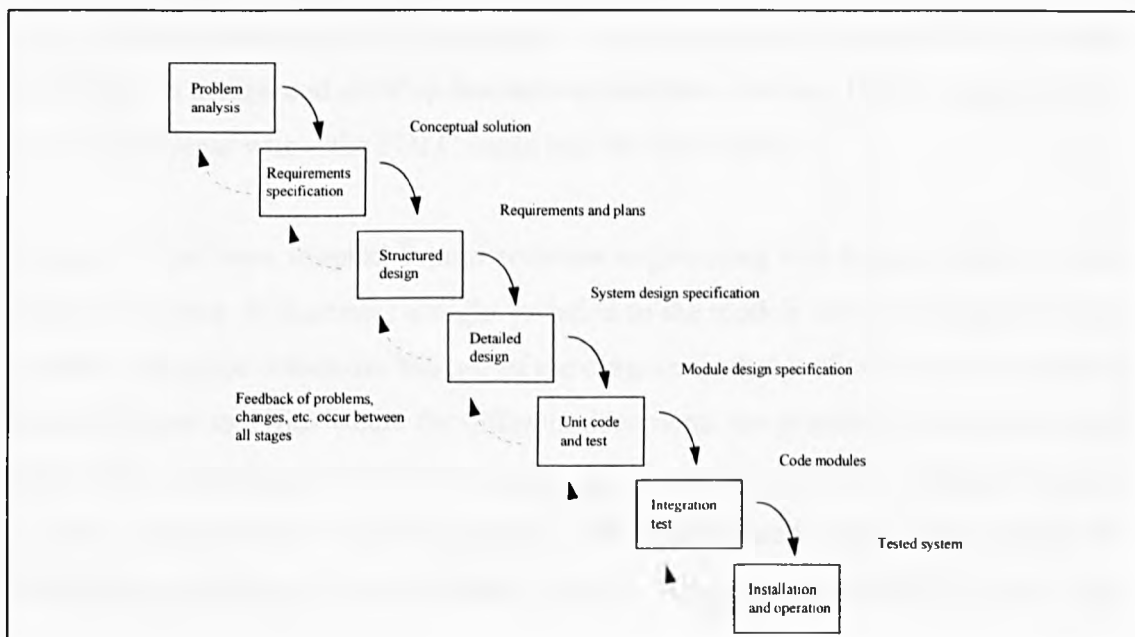 Problem
analysis
Conceptual solution
Requirements
specification
Requirements and plans
Structured
design
System design specification
Detailed
design
Module design specification
Feedback of problems,
changes, etc. occur between
all stages
Unit code
and test
Code modules
Integration
test
Tested system
Installation
and operation